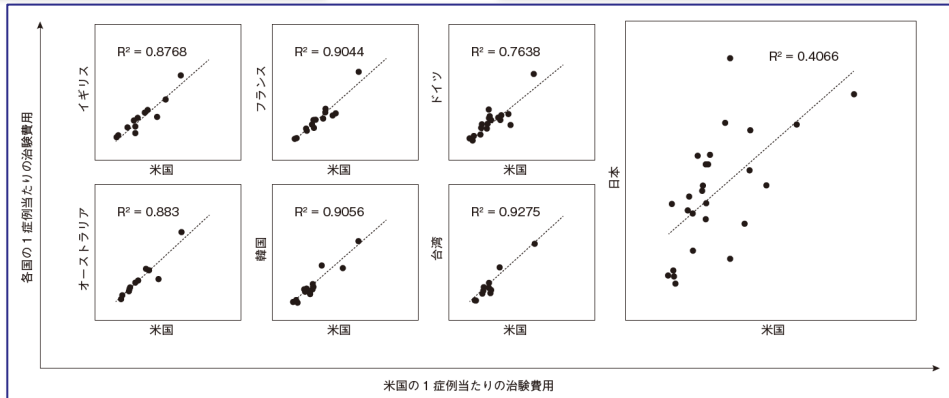 各国の1症例当たりの治験費用
イギリス
R² = 0.8768
米国
フランス
R² = 0.9044
米国
ドイツ
R² = 0.7638
米国
オーストラリア
R² = 0.883
米国
韓国
R² = 0.9056
米国
台湾
R² = 0.9275
米国
日本
R² = 0.4066
米国
米国の1症例当たりの治験費用